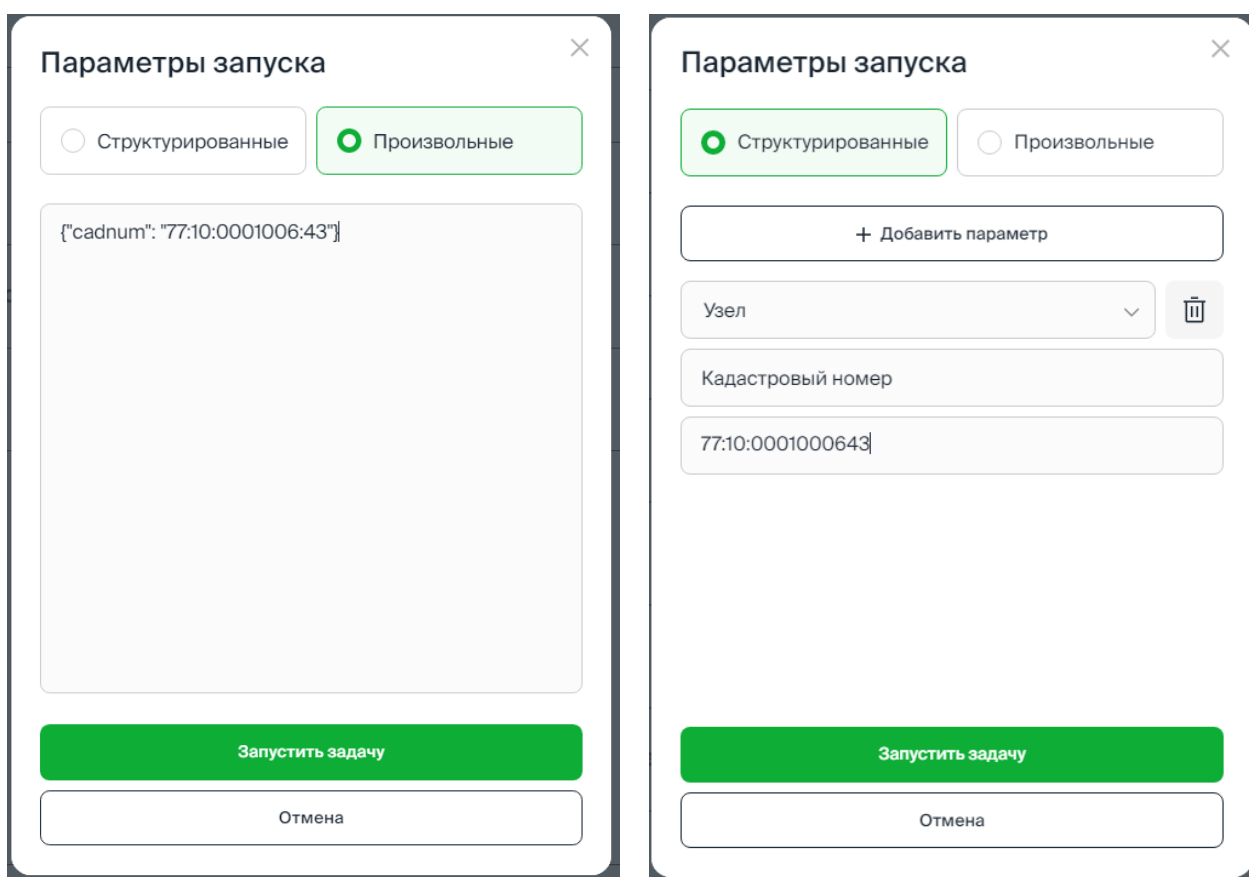 Параметры запуска
Структурированные
Произвольные
{"cadnum": "77:10:0001006:43"}
Запустить задачу
Отмена
Параметры запуска
Структурированные
Произвольные
+ Добавить параметр
Узел
Кадастровый номер
77:10:0001000643
Запустить задачу
Отмена